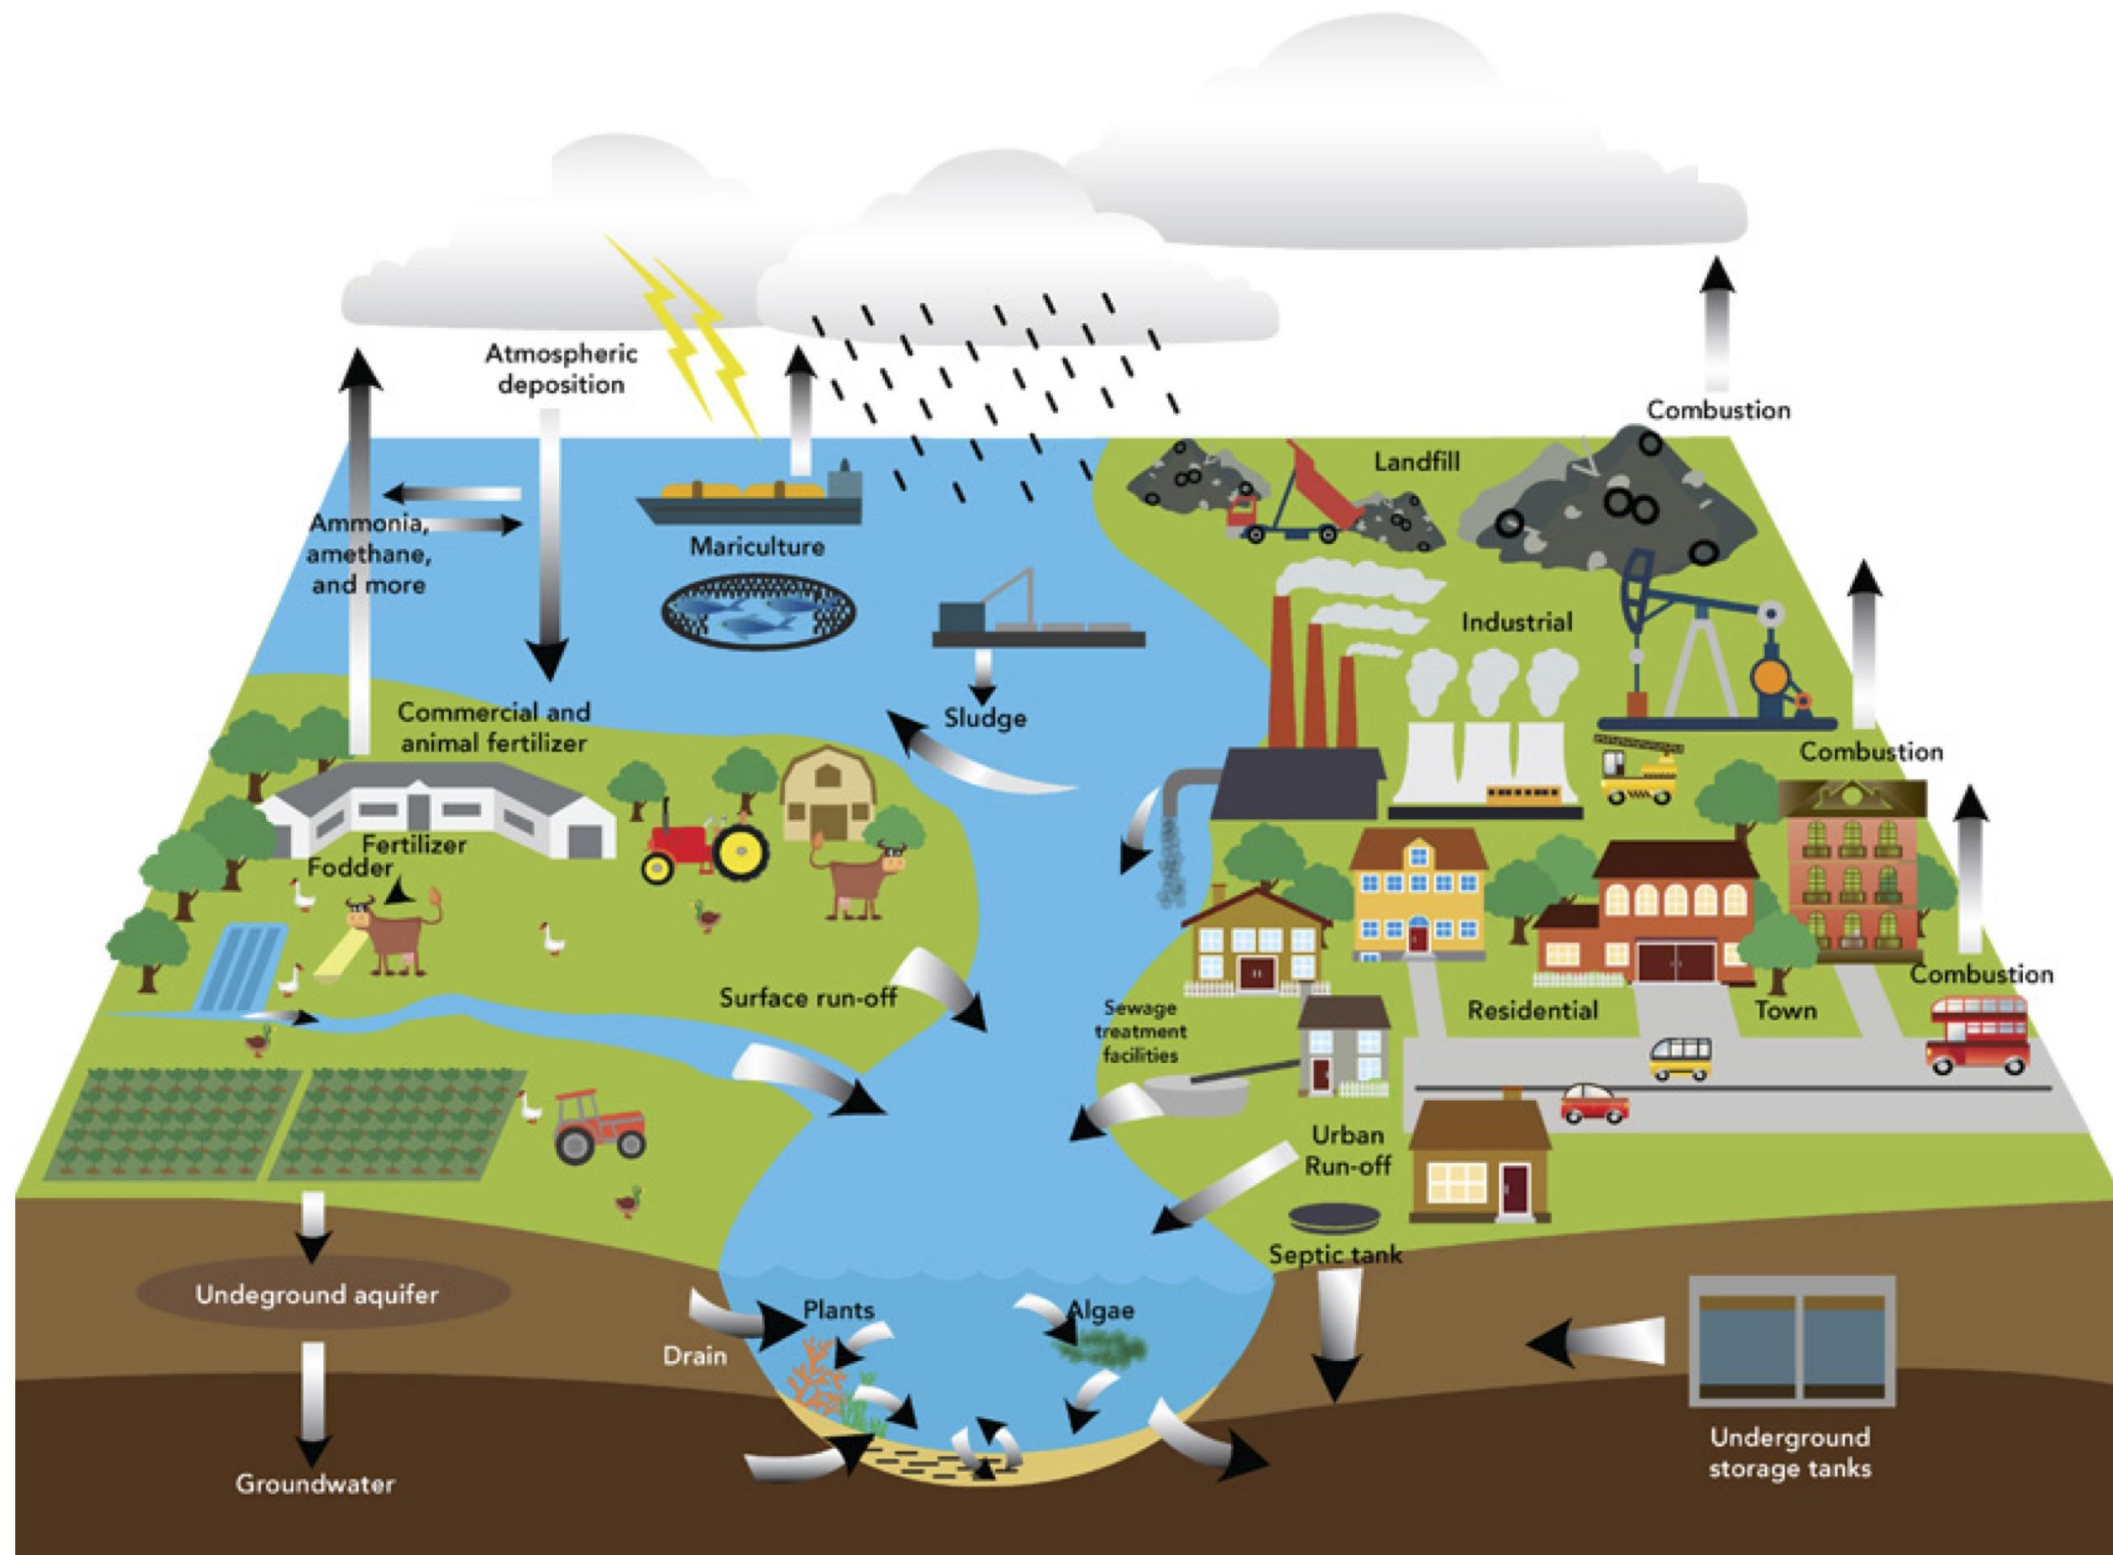 Atmospheric
deposition
Combustion
Landfill
Ammonia,
amethane,
and more
Mariculture
Industrial
Sludge
Commercial and
animal fertilizer
Combustion
Fertilizer
Fodder
Combustion
Surface run-off
Sewage
treatment
facilities
Residential
Town
Urban
Run-off
Septic tank
Undeground aquifer
Plants
Algae
Drain
Underground
storage tanks
Groundwater